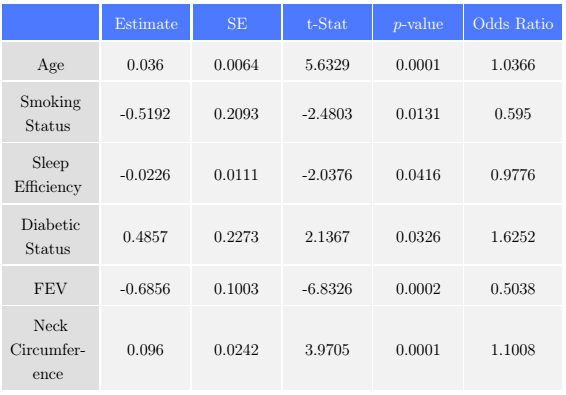 Estimate SE t-Stat p-value Odds Ratio
Age 0.036 0.0064 5.6329 0.0001 1.0366
Smoking
Status -0.5192 0.2093 -2.4803 0.0131 0.595
Sleep
Efficiency -0.0226 0.0111 -2.0376 0.0416 0.9776
Diabetic
Status 0.4857 0.2273 2.1367 0.0326 1.6252
FEV -0.6856 0.1003 -6.8326 0.0002 0.5038
Neck
Circumfer- 0.096 0.0242 3.9705 0.0001 1.1008
ence